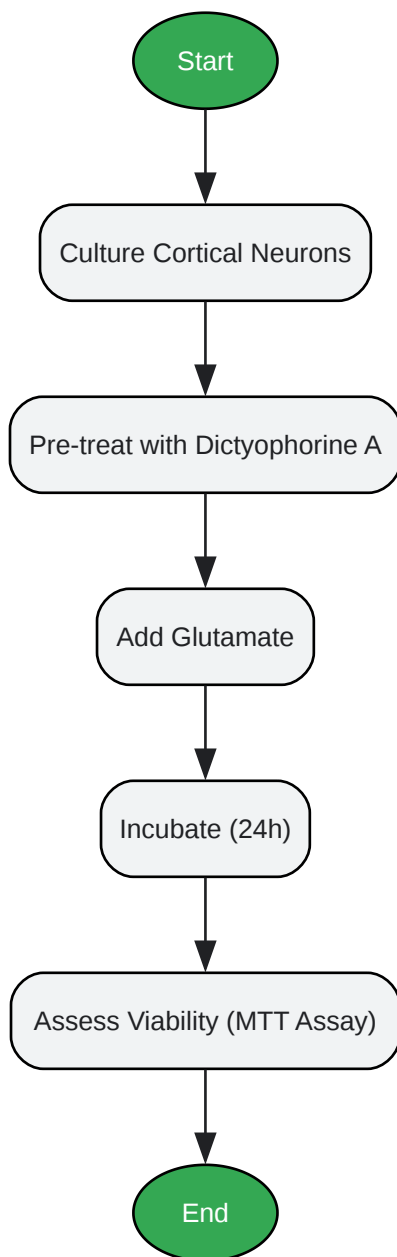 Start
Culture Cortical Neurons
Pre-treat with Dictyophorine A
Add Glutamate
Incubate (24h)
Assess Viability (MTT Assay)
End